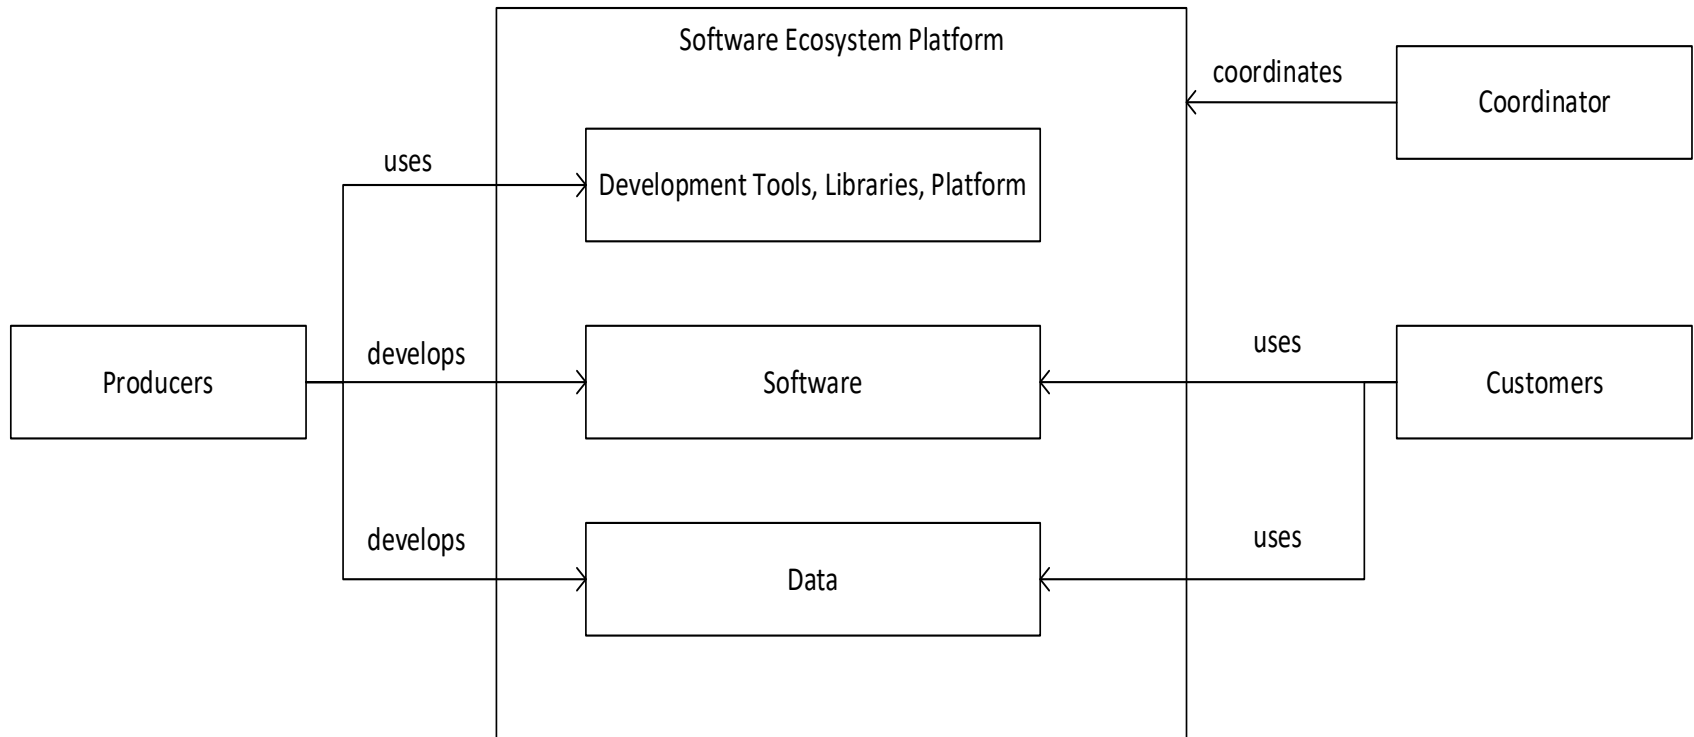 Software Ecosystem Platform
coordinates
Coordinator
uses
Development Tools, Libraries, Platform
Producers
develops
Software
uses
Customers
develops
Data
uses